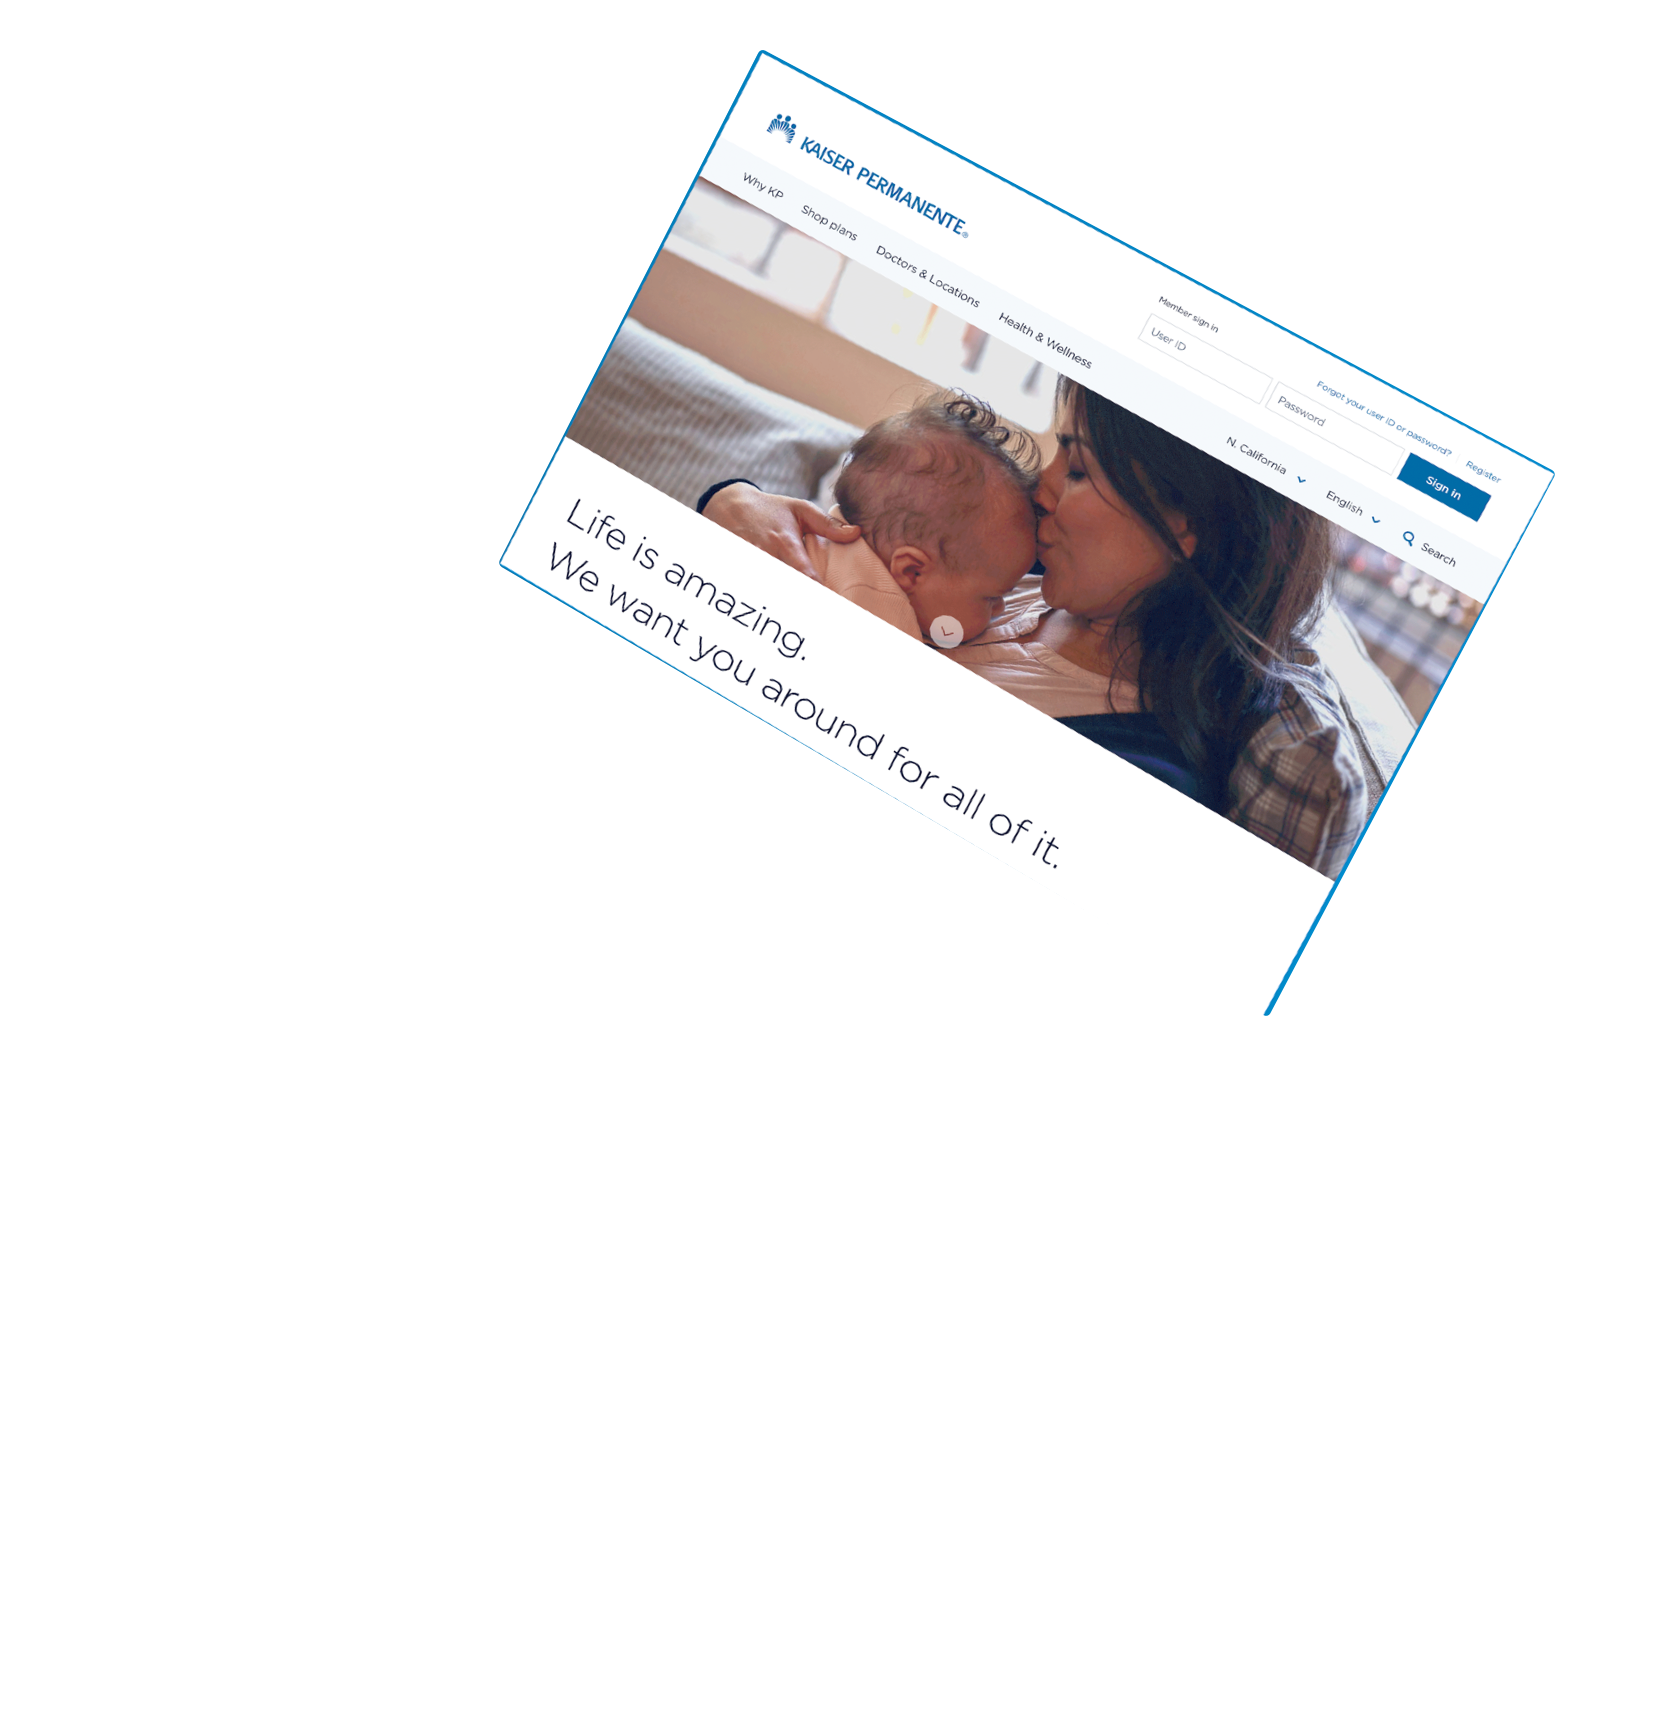 KAISER PERMANENTE®
Member sign in
User ID
Password
Forgot your user ID or password?
Register
Sign in
Why KP
Shop plans
Doctors & Locations
Health & Wellness
N. California
English
Search
Life is amazing.
We want you around for all of it.